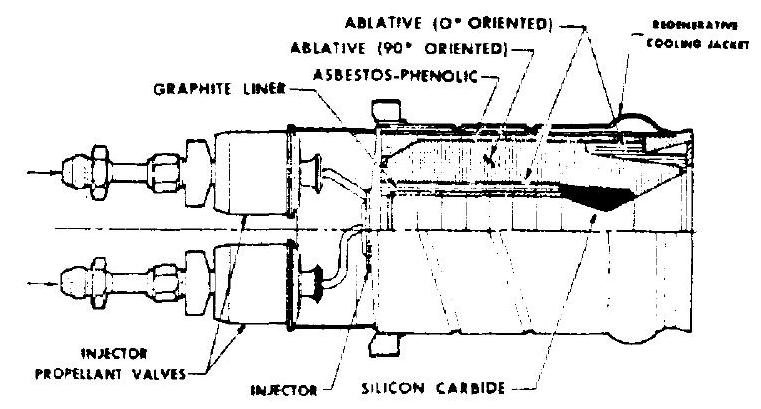 ABLATIVE (0° ORIENTED)
ABLATIVE (90° ORIENTED)
ASBESTOS-PHENOLIC
GRAPHITE LINER
REGENERATIVE
COOLING JACKET
INJECTOR
PROPELLANT VALVES
INJECTOR
SILICON CARBIDE